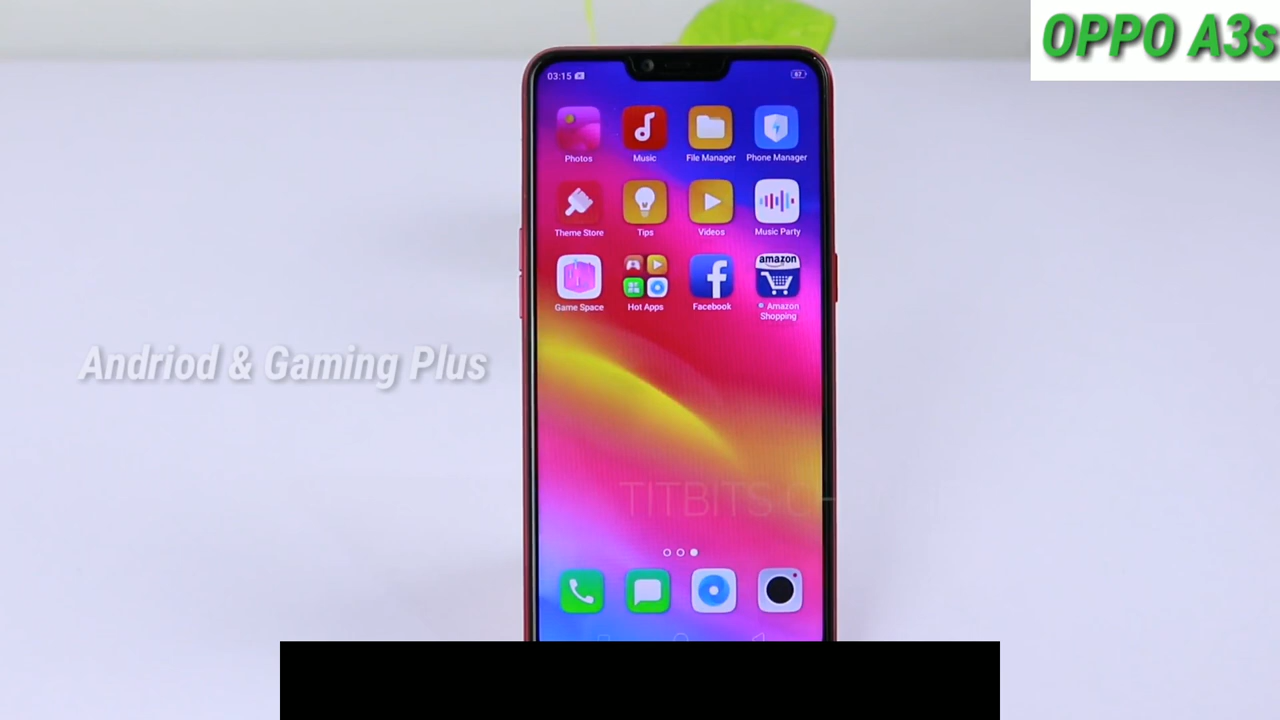 OPPO A3s
03:15
67
Photos
Music
File Manager
Phone Manager
Theme Store
Tips
Videos
Music Party
amazon
Game Space
Hot Apps
Facebook
Amazon
Shopping
Andriod & Gaming Plus
TITBITS